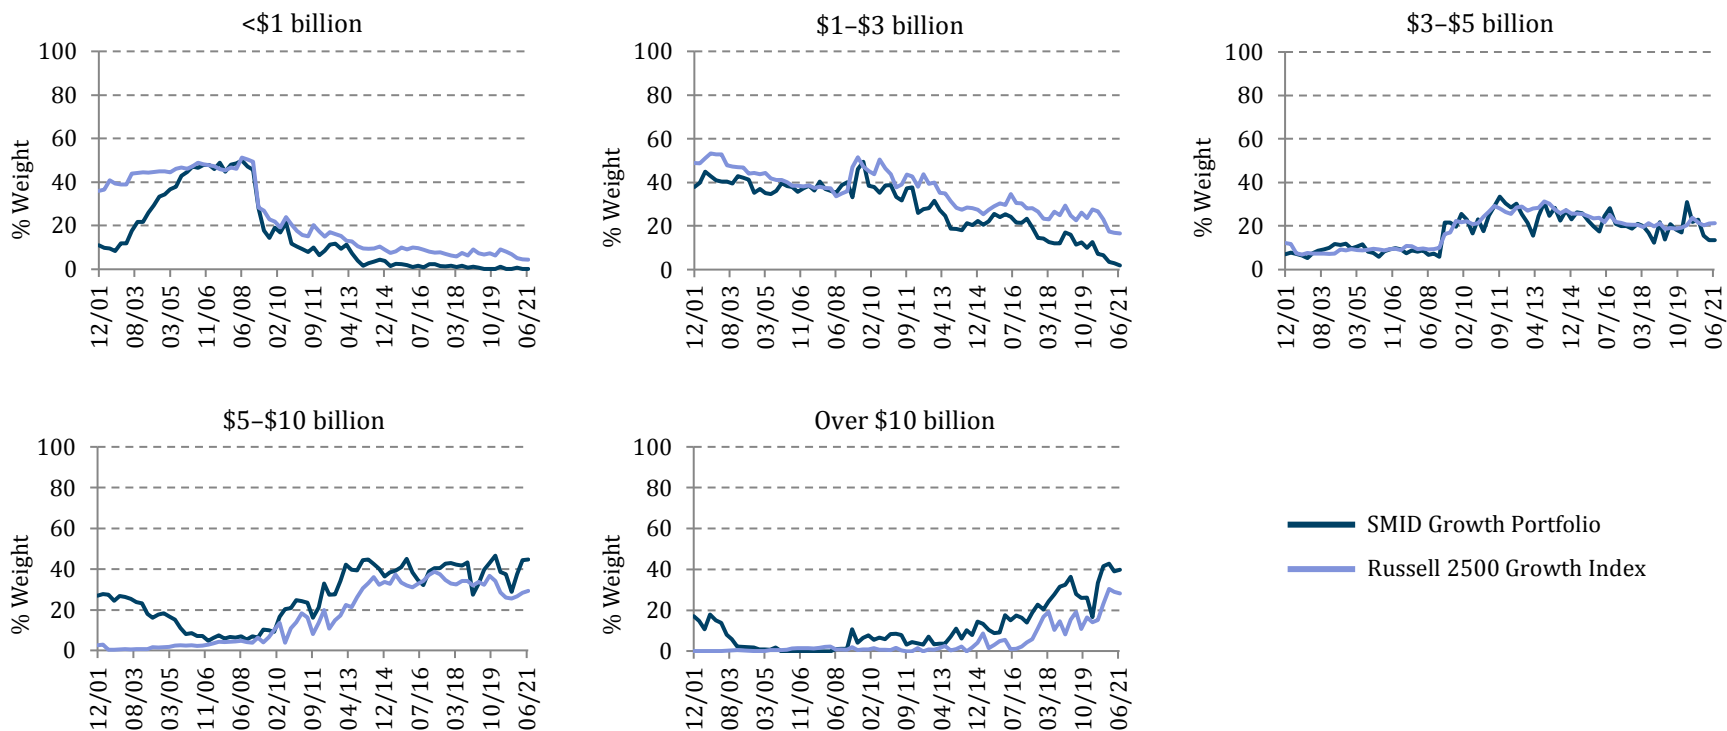 <$1 billion
% Weight
100
80
60
40
20
0
12/01 08/03 03/05 11/06 06/08 02/10 09/11 04/13 12/14 07/16 03/18 10/19 06/21
$1–$3 billion
% Weight
100
80
60
40
20
0
12/01 08/03 03/05 11/06 06/08 02/10 09/11 04/13 12/14 07/16 03/18 10/19 06/21
$3–$5 billion
% Weight
100
80
60
40
20
0
12/01 08/03 03/05 11/06 06/08 02/10 09/11 04/13 12/14 07/16 03/18 10/19 06/21
$5–$10 billion
% Weight
100
80
60
40
20
0
12/01 08/03 03/05 11/06 06/08 02/10 09/11 04/13 12/14 07/16 03/18 10/19 06/21
Over $10 billion
% Weight
100
80
60
40
20
0
12/01 08/03 03/05 11/06 06/08 02/10 09/11 04/13 12/14 07/16 03/18 10/19 06/21
SMID Growth Portfolio
Russell 2500 Growth Index